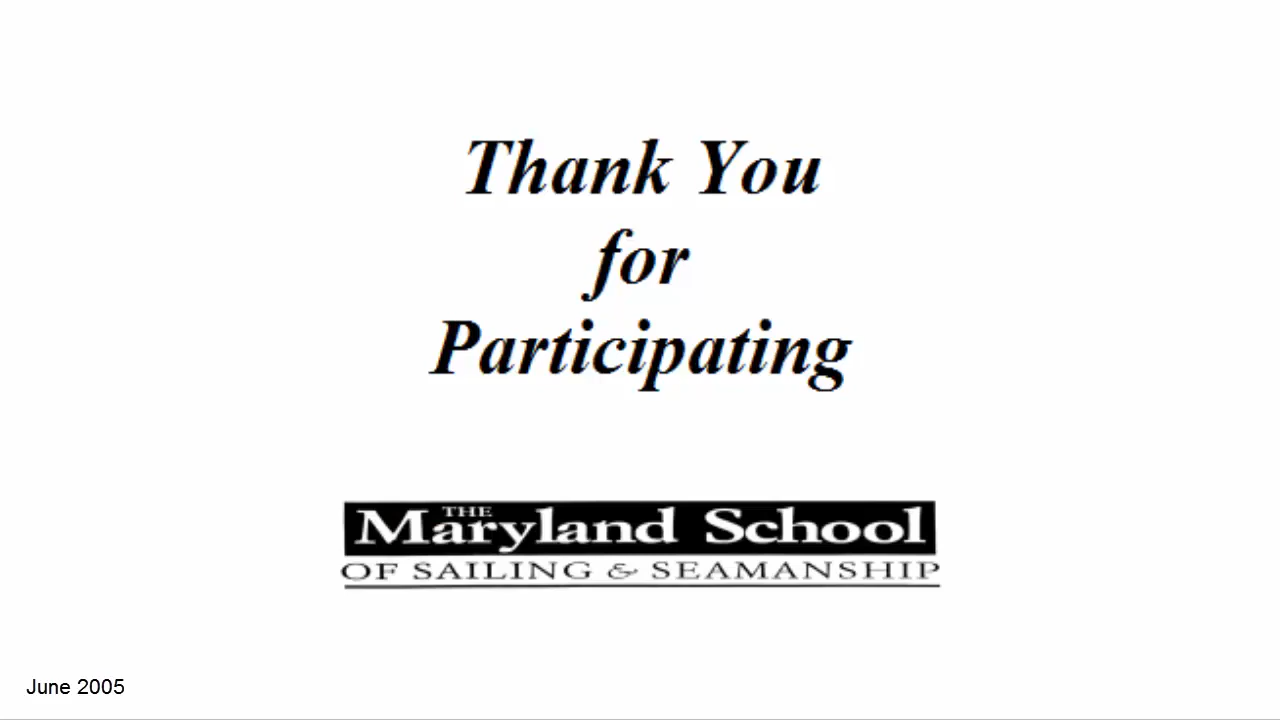 Thank You
for
Participating
THE
Maryland School
OF SAILING & SEAMANSHIP
June 2005